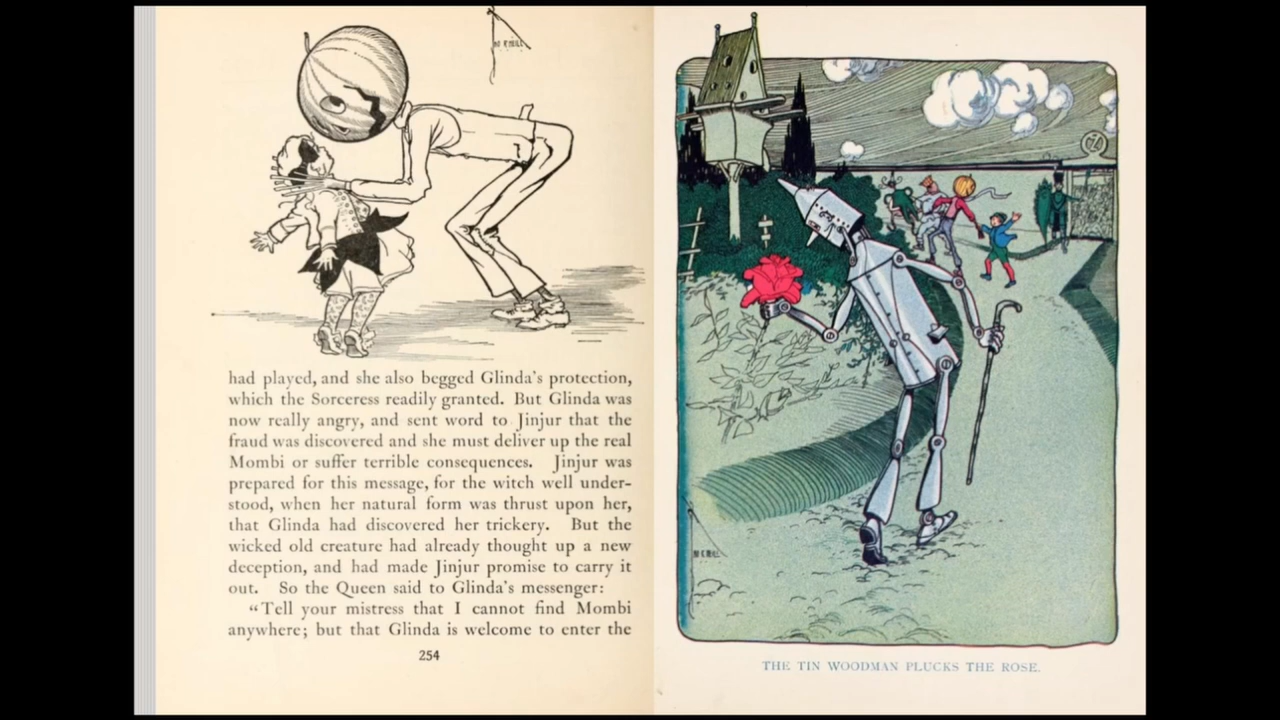 had played, and she also begged Glinda's protection,
which the Sorceress readily granted. But Glinda was
now really angry, and sent word to Jinjur that the
fraud was discovered and she must deliver up the real
Mombi or suffer terrible consequences. Jinjur was
prepared for this message, for the witch well under-
stood, when her natural form was thrust upon her,
that Glinda had discovered her trickery. But the
wicked old creature had already thought up a new
deception, and had made Jinjur promise to carry it
out. So the Queen said to Glinda's messenger:
"Tell your mistress that I cannot find Mombi
anywhere; but that Glinda is welcome to enter the
254
OZ
THE TIN WOODMAN PLUCKS THE ROSE.